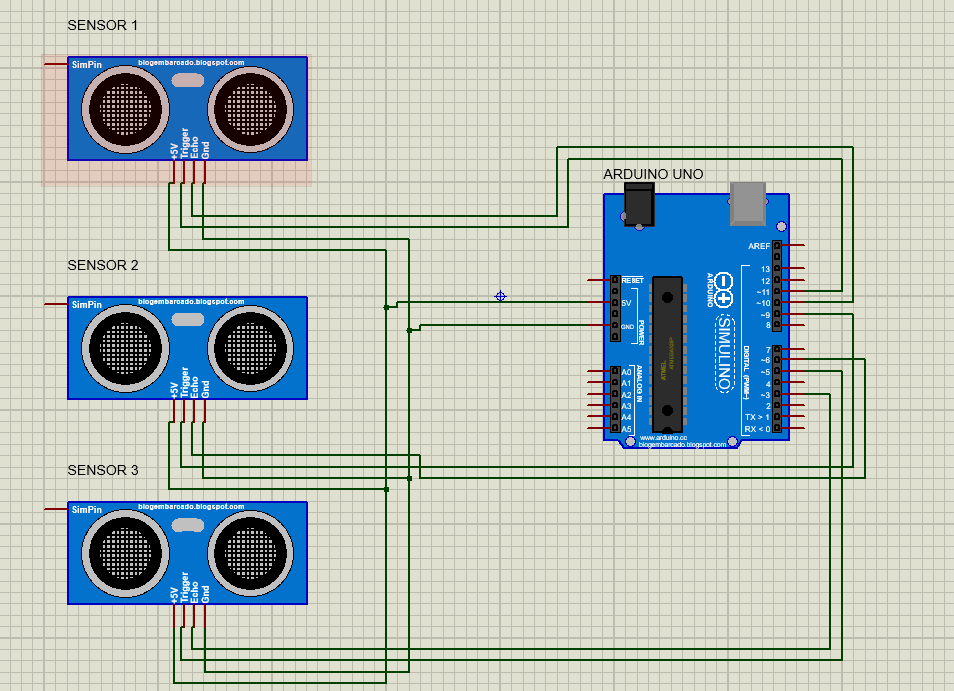 SENSOR 1
SimPin
blogembarcado.blogspot.com
+5V
Trigger
Echo
Gnd
SENSOR 2
SimPin
blogembarcado.blogspot.com
+5V
Trigger
Echo
Gnd
SENSOR 3
SimPin
blogembarcado.blogspot.com
+5V
Trigger
Echo
Gnd
ARDUINO UNO
RESET
5V
GND
POWER
A0
A1
A2
A3
A4
A5
ANALOG IN
ATMEL
ARDUINO
SIMULINO
AREF
13
12
~11
~10
~9
8
7
~6
~5
4
~3
2
TX > 1
RX < 0
DIGITAL (PWM~)
www.arduino.cc
blogembarcado.blogspot.com